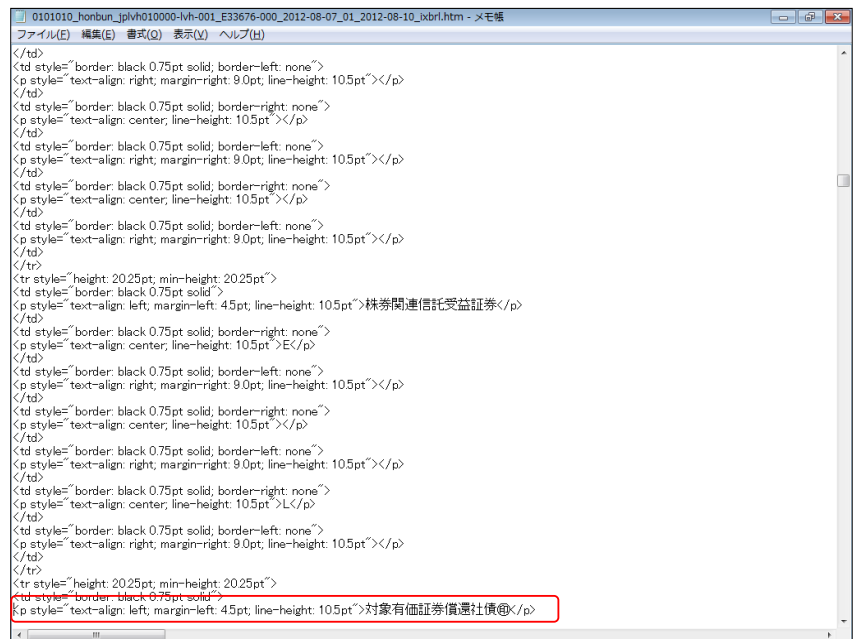 0101010_honbun_jplvh010000-lvh-001_E33676-000_2012-08-07_01_2012-08-10_ixbrl.htm - メモ帳
ファイル(F) 編集(E) 書式(O) 表示(V) ヘルプ(H)
</td>
<td style="border: black 0.75pt solid; border-left: none">
<p style="text-align: right; margin-right: 9.0pt; line-height: 10.5pt"></p>
</td>
<td style="border: black 0.75pt solid; border-right: none">
<p style="text-align: center; line-height: 10.5pt"></p>
</td>
<td style="border: black 0.75pt solid; border-left: none">
<p style="text-align: right; margin-right: 9.0pt; line-height: 10.5pt"></p>
</td>
<td style="border: black 0.75pt solid; border-right: none">
<p style="text-align: center; line-height: 10.5pt"></p>
</td>
<td style="border: black 0.75pt solid; border-left: none">
<p style="text-align: right; margin-right: 9.0pt; line-height: 10.5pt"></p>
</td>
</tr>
<tr style="height: 20.25pt; min-height: 20.25pt">
<td style="border: black 0.75pt solid">
<p style="text-align: left; margin-left: 4.5pt; line-height: 10.5pt">株券関連信託受益証券</p>
</td>
<td style="border: black 0.75pt solid; border-right: none">
<p style="text-align: center; line-height: 10.5pt">E</p>
</td>
<td style="border: black 0.75pt solid; border-left: none">
<p style="text-align: right; margin-right: 9.0pt; line-height: 10.5pt"></p>
</td>
<td style="border: black 0.75pt solid; border-right: none">
<p style="text-align: center; line-height: 10.5pt"></p>
</td>
<td style="border: black 0.75pt solid; border-left: none">
<p style="text-align: right; margin-right: 9.0pt; line-height: 10.5pt"></p>
</td>
<td style="border: black 0.75pt solid; border-right: none">
<p style="text-align: center; line-height: 10.5pt">L</p>
</td>
<td style="border: black 0.75pt solid; border-left: none">
<p style="text-align: right; margin-right: 9.0pt; line-height: 10.5pt"></p>
</td>
</tr>
<tr style="height: 20.25pt; min-height: 20.25pt">
<td style="border: black 0.75pt solid">
<p style="text-align: left; margin-left: 4.5pt; line-height: 10.5pt">対象有価証券償還社債</p>